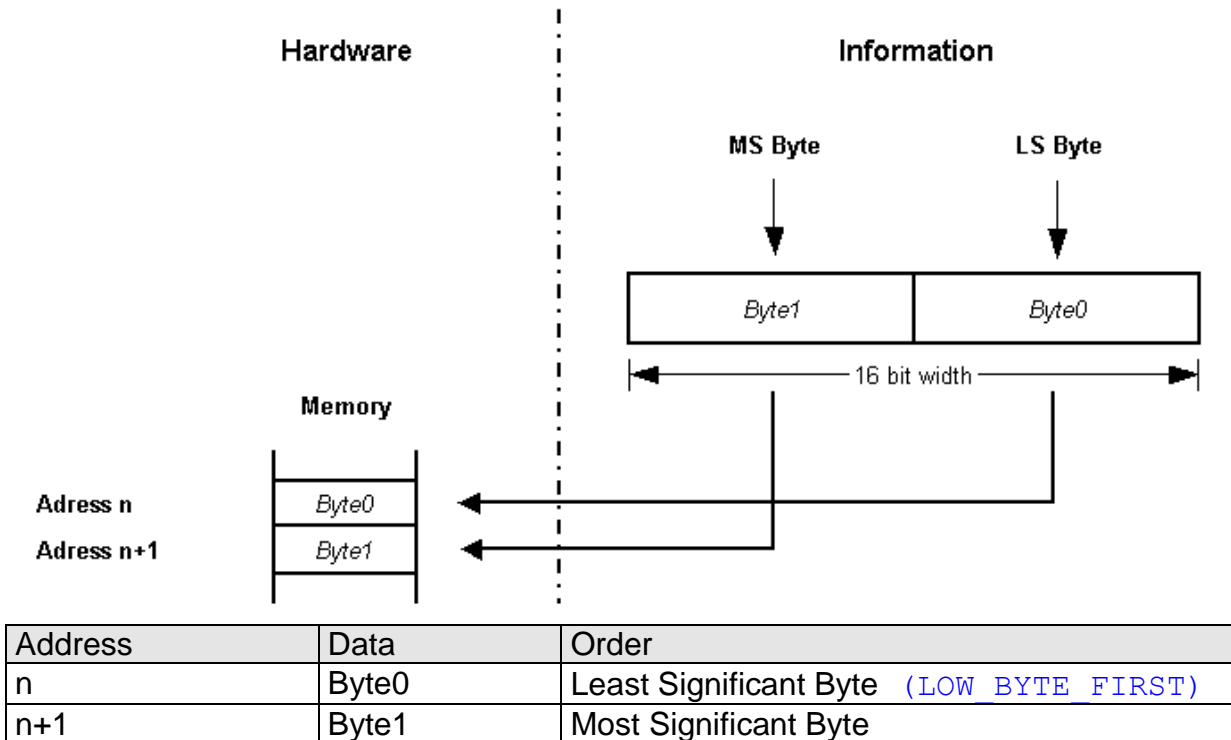 Hardware Information
MS Byte LS Byte
Byte1 Byte0
16 bit width
Memory
Adress n Byte0
Adress n+1 Byte1
Address Data Order
n Byte0 Least Significant Byte (LOW_BYTE_FIRST)
n+1 Byte1 Most Significant Byte